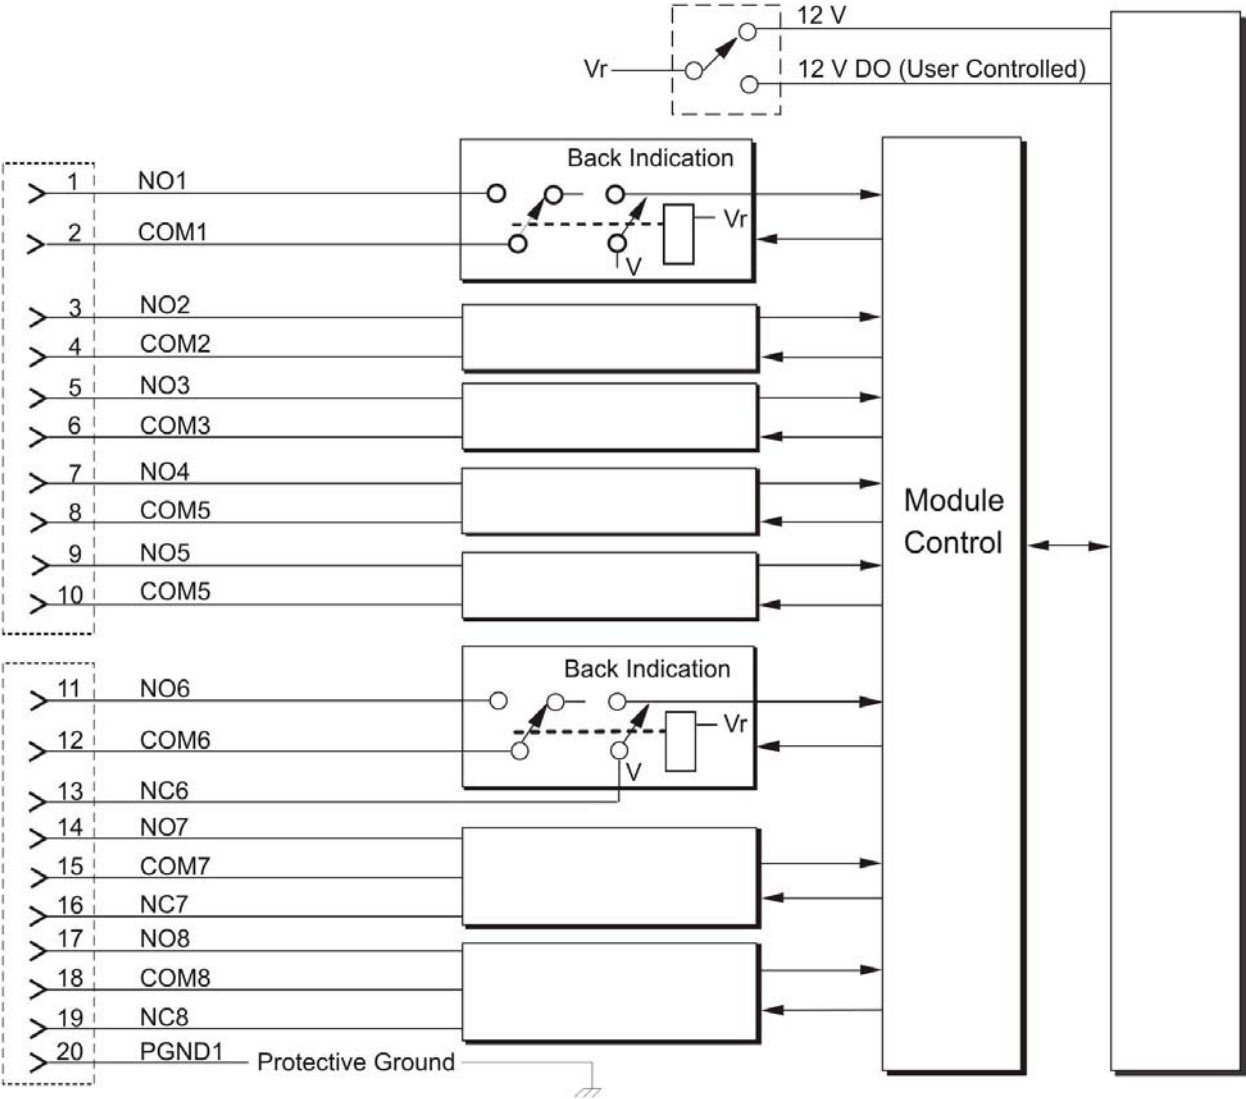 12 V
Vr
12 V DO (User Controlled)
Back Indication
1 NO1
Vr
2 COM1
V
3 NO2
4 COM2
5 NO3
6 COM3
7 NO4
8 COM5
Module
Control
9 NO5
10 COM5
Back Indication
11 NO6
Vr
12 COM6
V
13 NC6
14 NO7
15 COM7
16 NC7
17 NO8
18 COM8
19 NC8
20 PGND1 Protective Ground